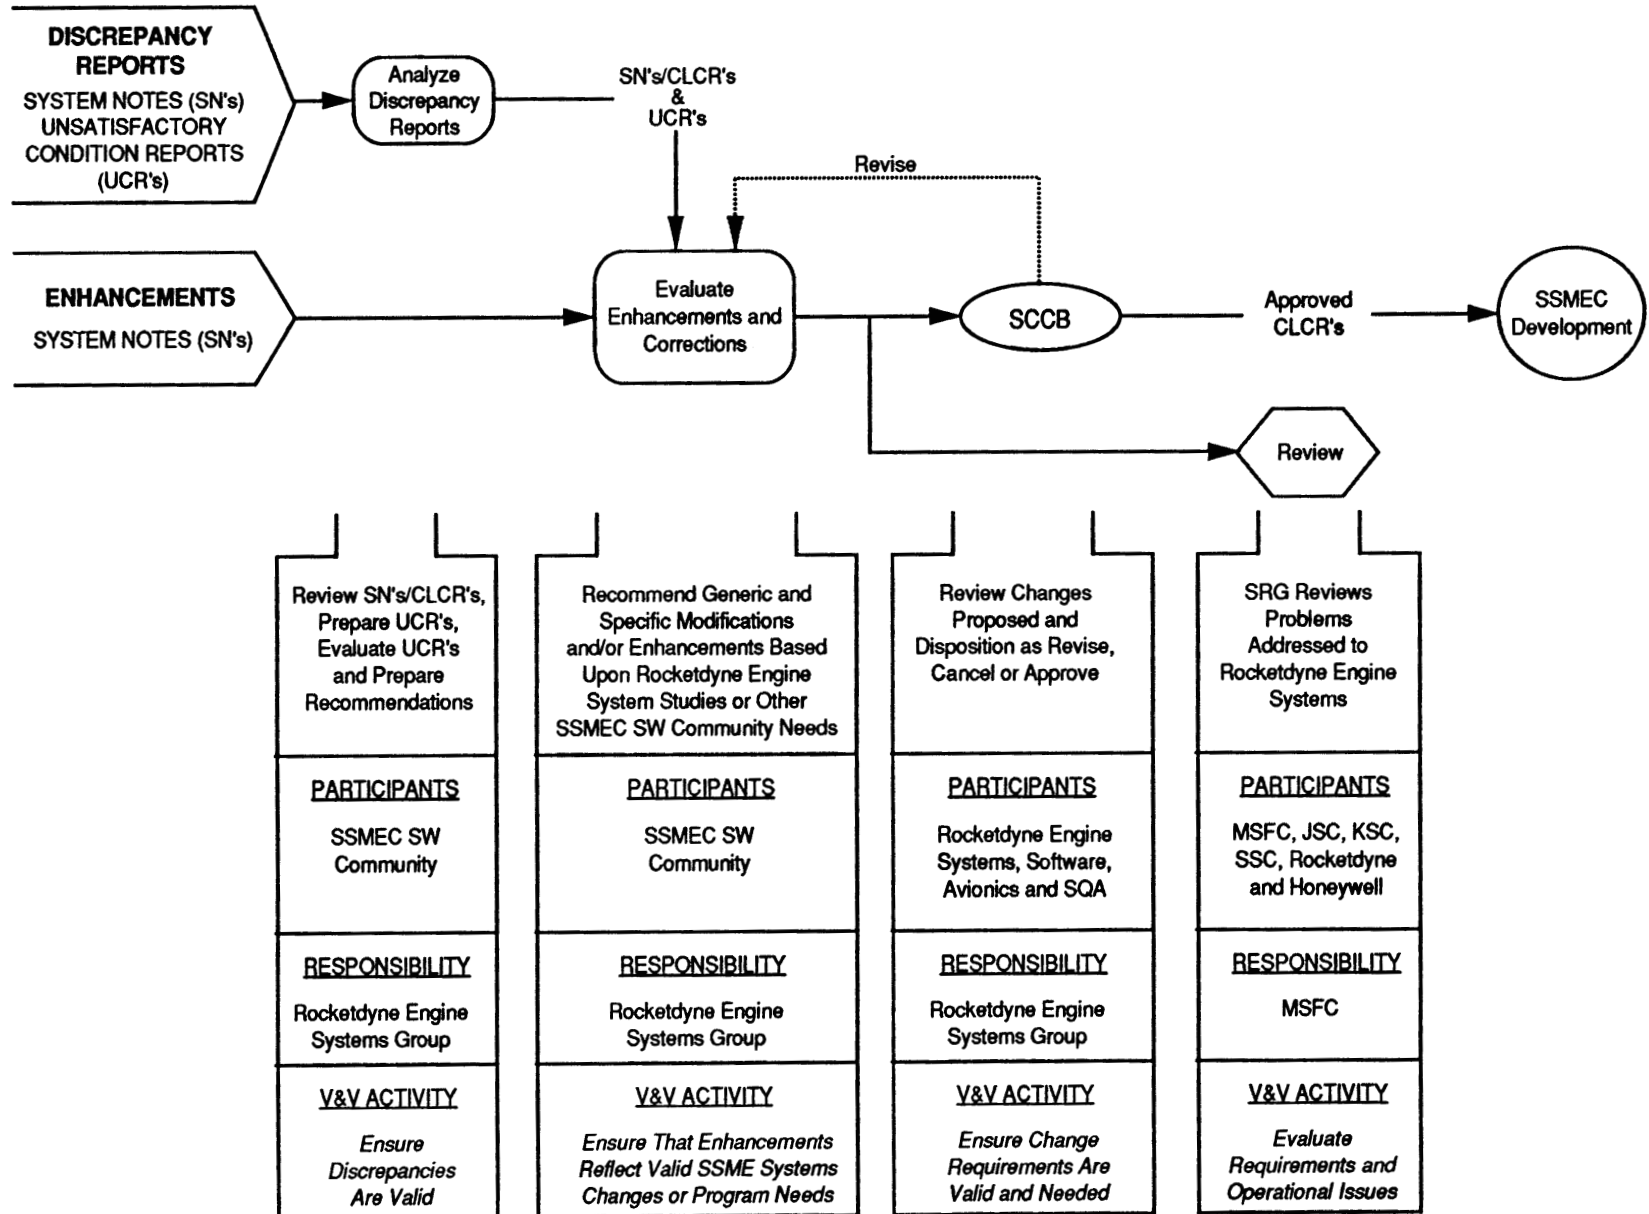 DISCREPANCY
REPORTS
SYSTEM NOTES (SN's)
UNSATISFACTORY
CONDITION REPORTS
(UCR's)
Analyze
Discrepancy
Reports
SN's/CLCR's
&
UCR's
Revise
ENHANCEMENTS
SYSTEM NOTES (SN's)
Evaluate
Enhancements and
Corrections
SCCB
Approved
CLCR's
SSMEC
Development
Review
Review SN's/CLCR's,
Prepare UCR's,
Evaluate UCR's
and Prepare
Recommendations
PARTICIPANTS
SSMEC SW
Community
RESPONSIBILITY
Rocketdyne Engine
Systems Group
V&V ACTIVITY
Ensure
Discrepancies
Are Valid
Recommend Generic and
Specific Modifications
and/or Enhancements Based
Upon Rocketdyne Engine
System Studies or Other
SSMEC SW Community Needs
PARTICIPANTS
SSMEC SW
Community
RESPONSIBILITY
Rocketdyne Engine
Systems Group
V&V ACTIVITY
Ensure That Enhancements
Reflect Valid SSME Systems
Changes or Program Needs
Review Changes
Proposed and
Disposition as Revise,
Cancel or Approve
PARTICIPANTS
Rocketdyne Engine
Systems, Software,
Avionics and SQA
RESPONSIBILITY
Rocketdyne Engine
Systems Group
V&V ACTIVITY
Ensure Change
Requirements Are
Valid and Needed
SRG Reviews
Problems
Addressed to
Rocketdyne Engine
Systems
PARTICIPANTS
MSFC, JSC, KSC,
SSC, Rocketdyne
and Honeywell
RESPONSIBILITY
MSFC
V&V ACTIVITY
Evaluate
Requirements and
Operational Issues